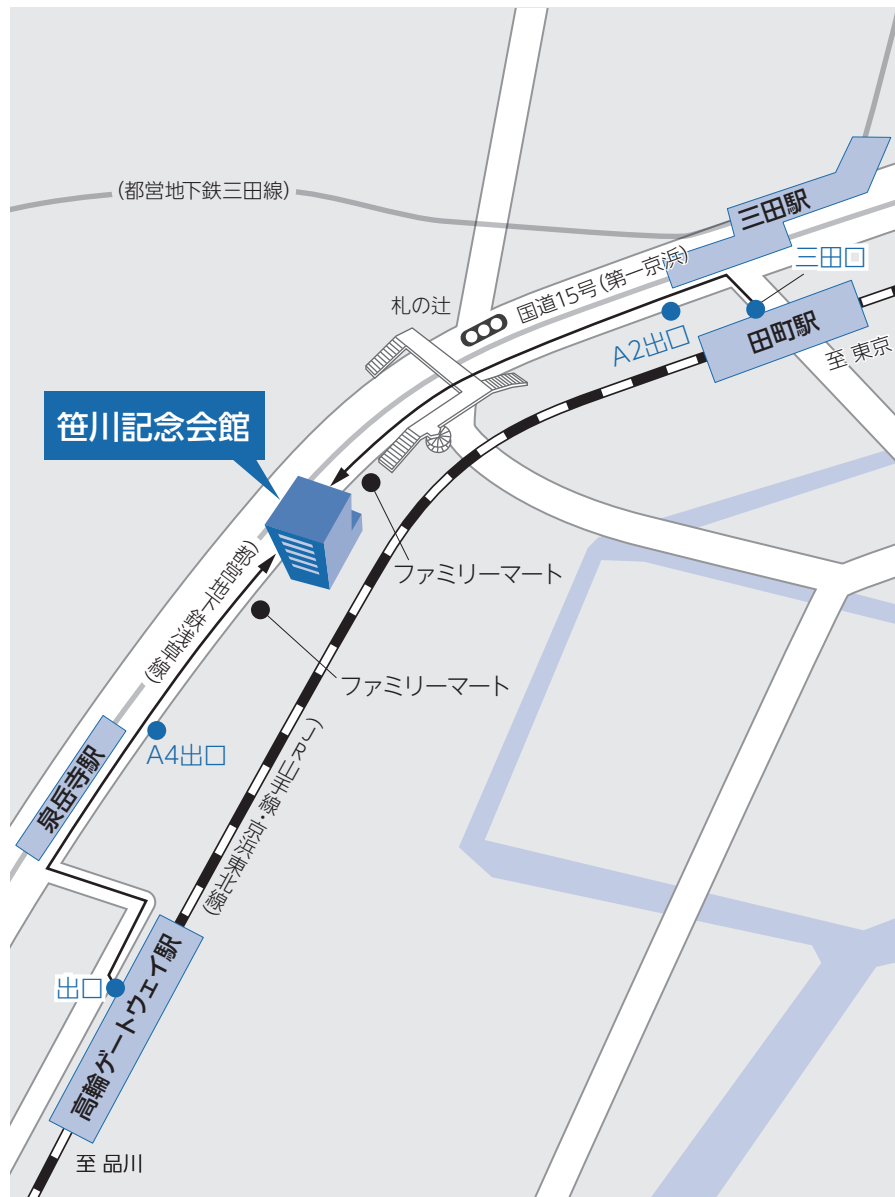 (都営地下鉄三田線)
三田駅
三田口
国道15号(第一京浜)
札の辻
A2出口
田町駅
至 東京
笹川記念会館
(都営地下鉄浅草線)
ファミリーマート
ファミリーマート
A4出口
泉岳寺駅
(JR山手線・京浜東北線)
出口
高輪ゲートウェイ駅
至 品川